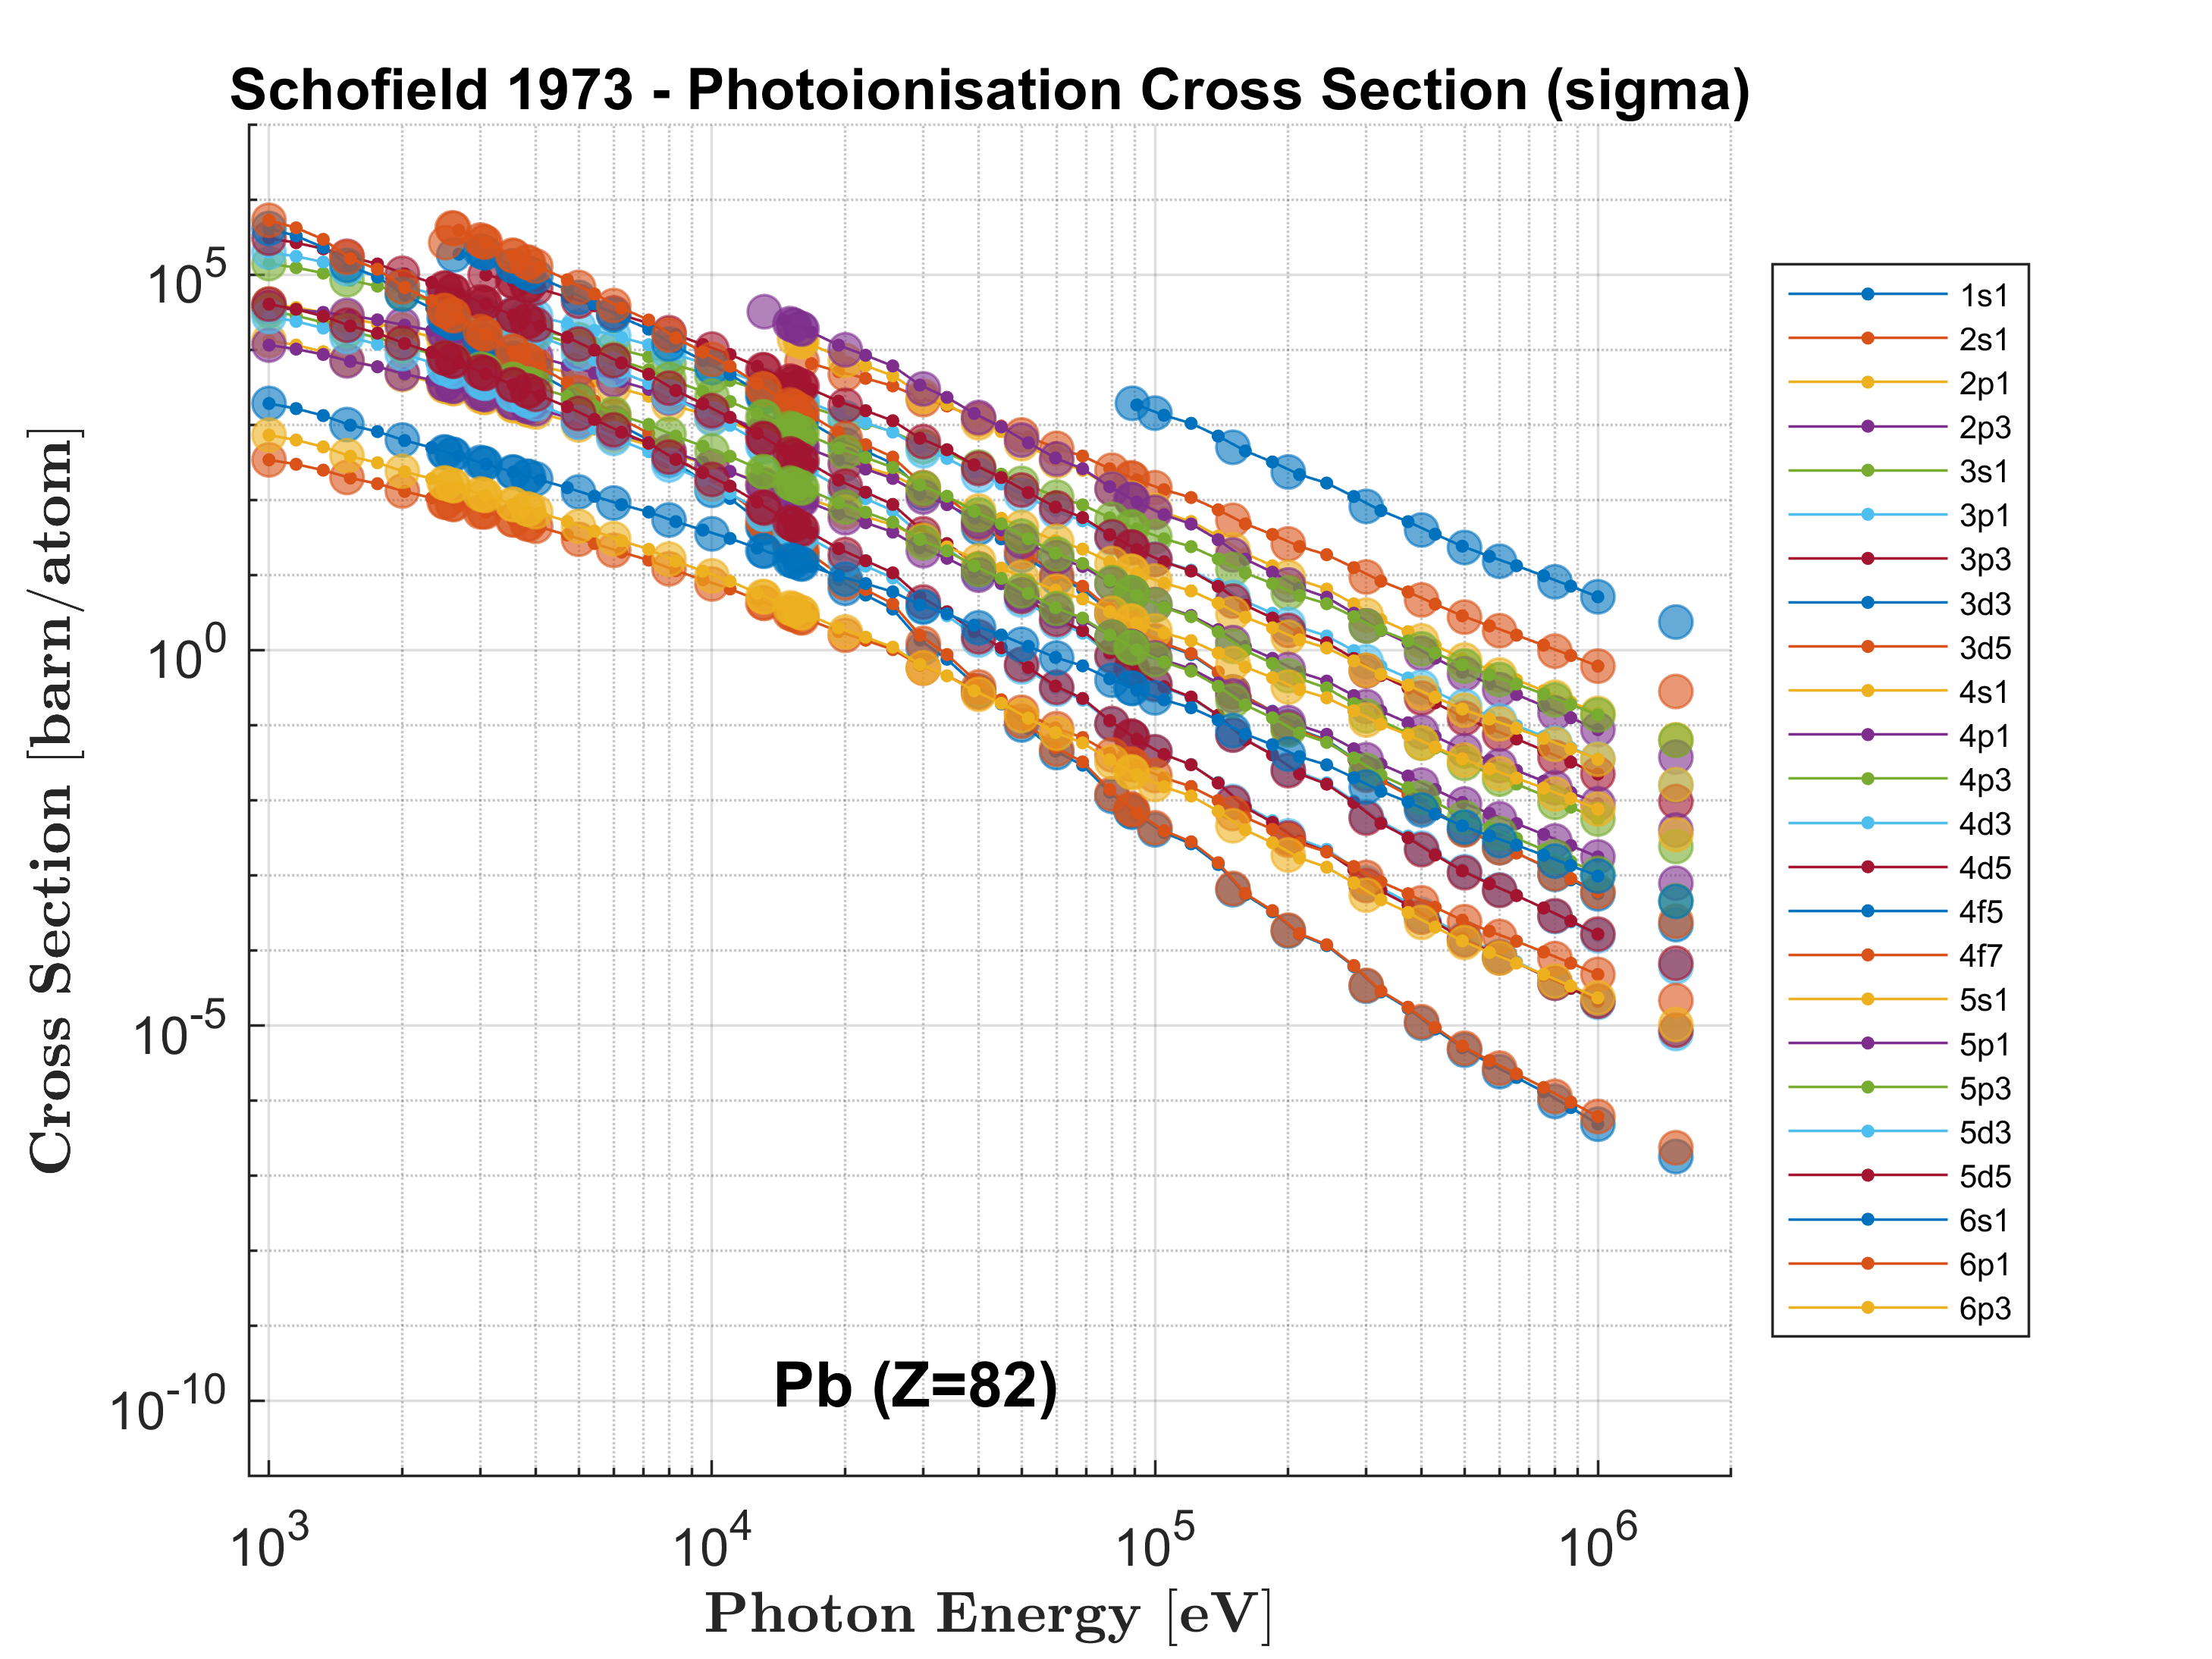 Schofield 1973 - Photoionisation Cross Section (sigma)
Cross Section [barn/atom]
10^5
10^0
10^-5
10^-10
Pb (Z=82)
10^3 10^4 10^5 10^6
Photon Energy [eV]
1s1
2s1
2p1
2p3
3s1
3p1
3p3
3d3
3d5
4s1
4p1
4p3
4d3
4d5
4f5
4f7
5s1
5p1
5p3
5d3
5d5
6s1
6p1
6p3